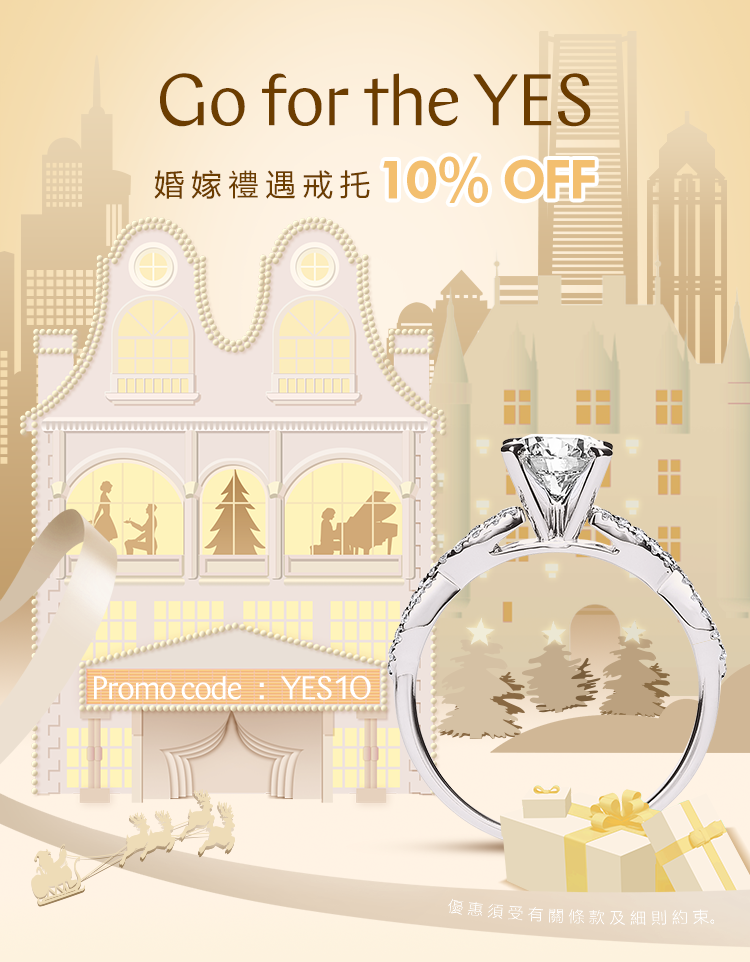 Go for the YES
婚嫁禮遇戒托 10% OFF
Promo code : YES10
優惠須受有關條款及細則約束。